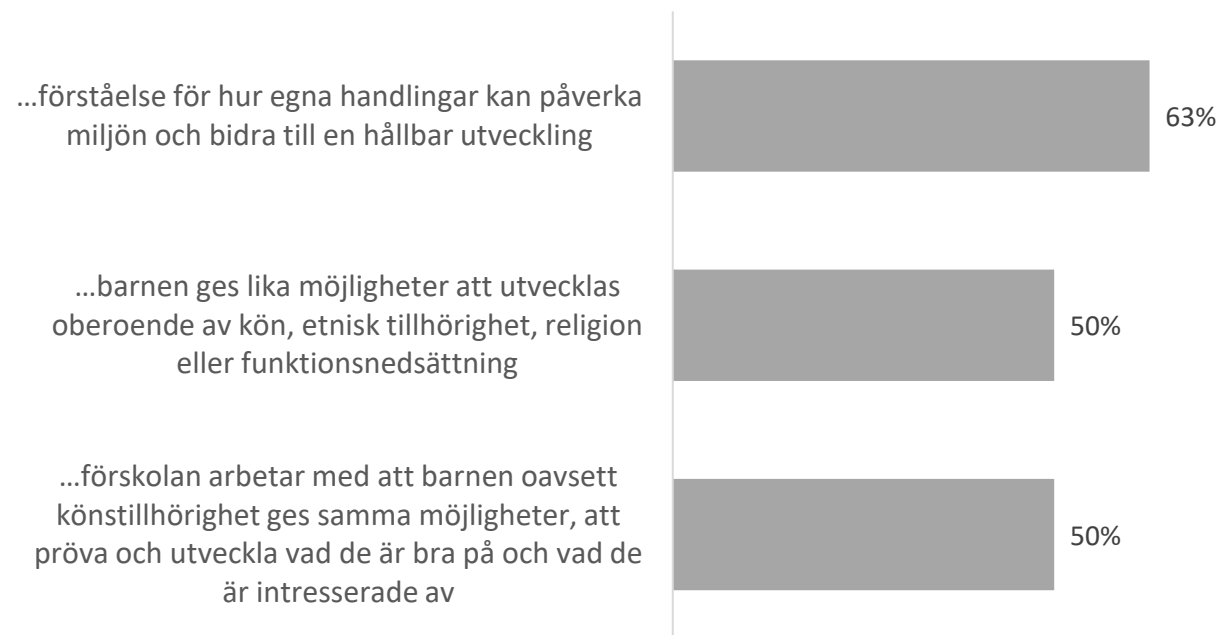 …förståelse för hur egna handlingar kan påverka
miljön och bidra till en hållbar utveckling
63%
…barnen ges lika möjligheter att utvecklas
oberoende av kön, etnisk tillhörighet, religion
eller funktionsnedsättning
50%
…förskolan arbetar med att barnen oavsett
könstillhörighet ges samma möjligheter, att
pröva och utveckla vad de är bra på och vad de
är intresserade av
50%